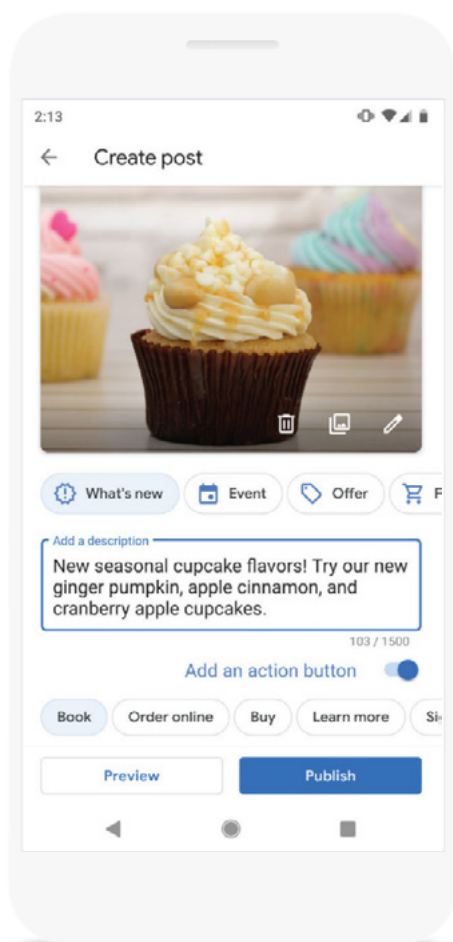 2:13
Create post
What's new
Event
Offer
F
Add a description
New seasonal cupcake flavors! Try our new
ginger pumpkin, apple cinnamon, and
cranberry apple cupcakes.
103 / 1500
Add an action button
Book
Order online
Buy
Learn more
Si
Preview
Publish